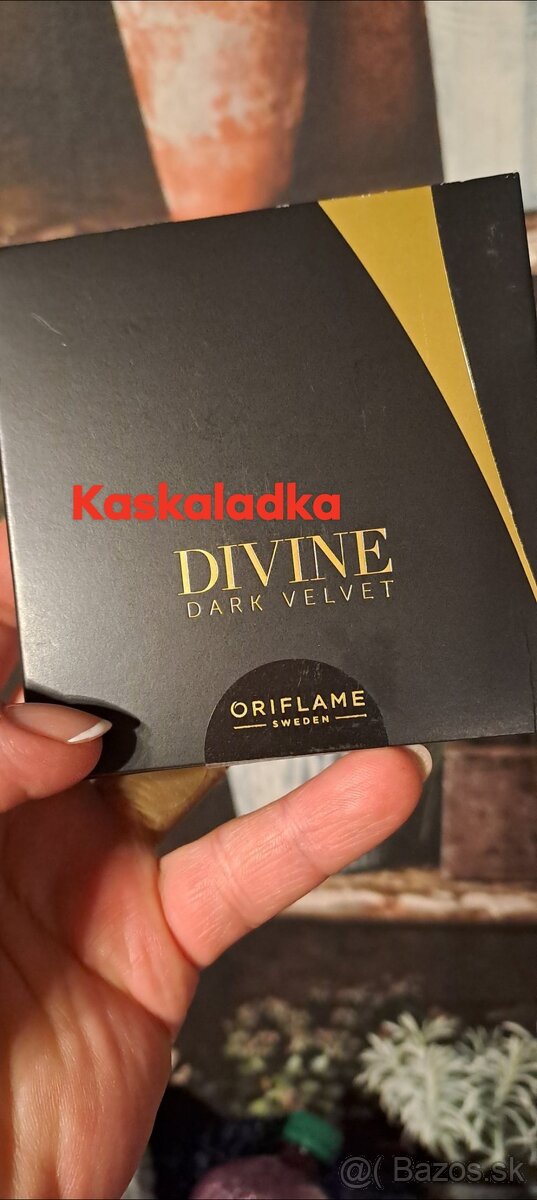 Kaskaladka
DIVINE
DARK VELVET
ORIFLAME
SWEDEN
@( Bazos.sk